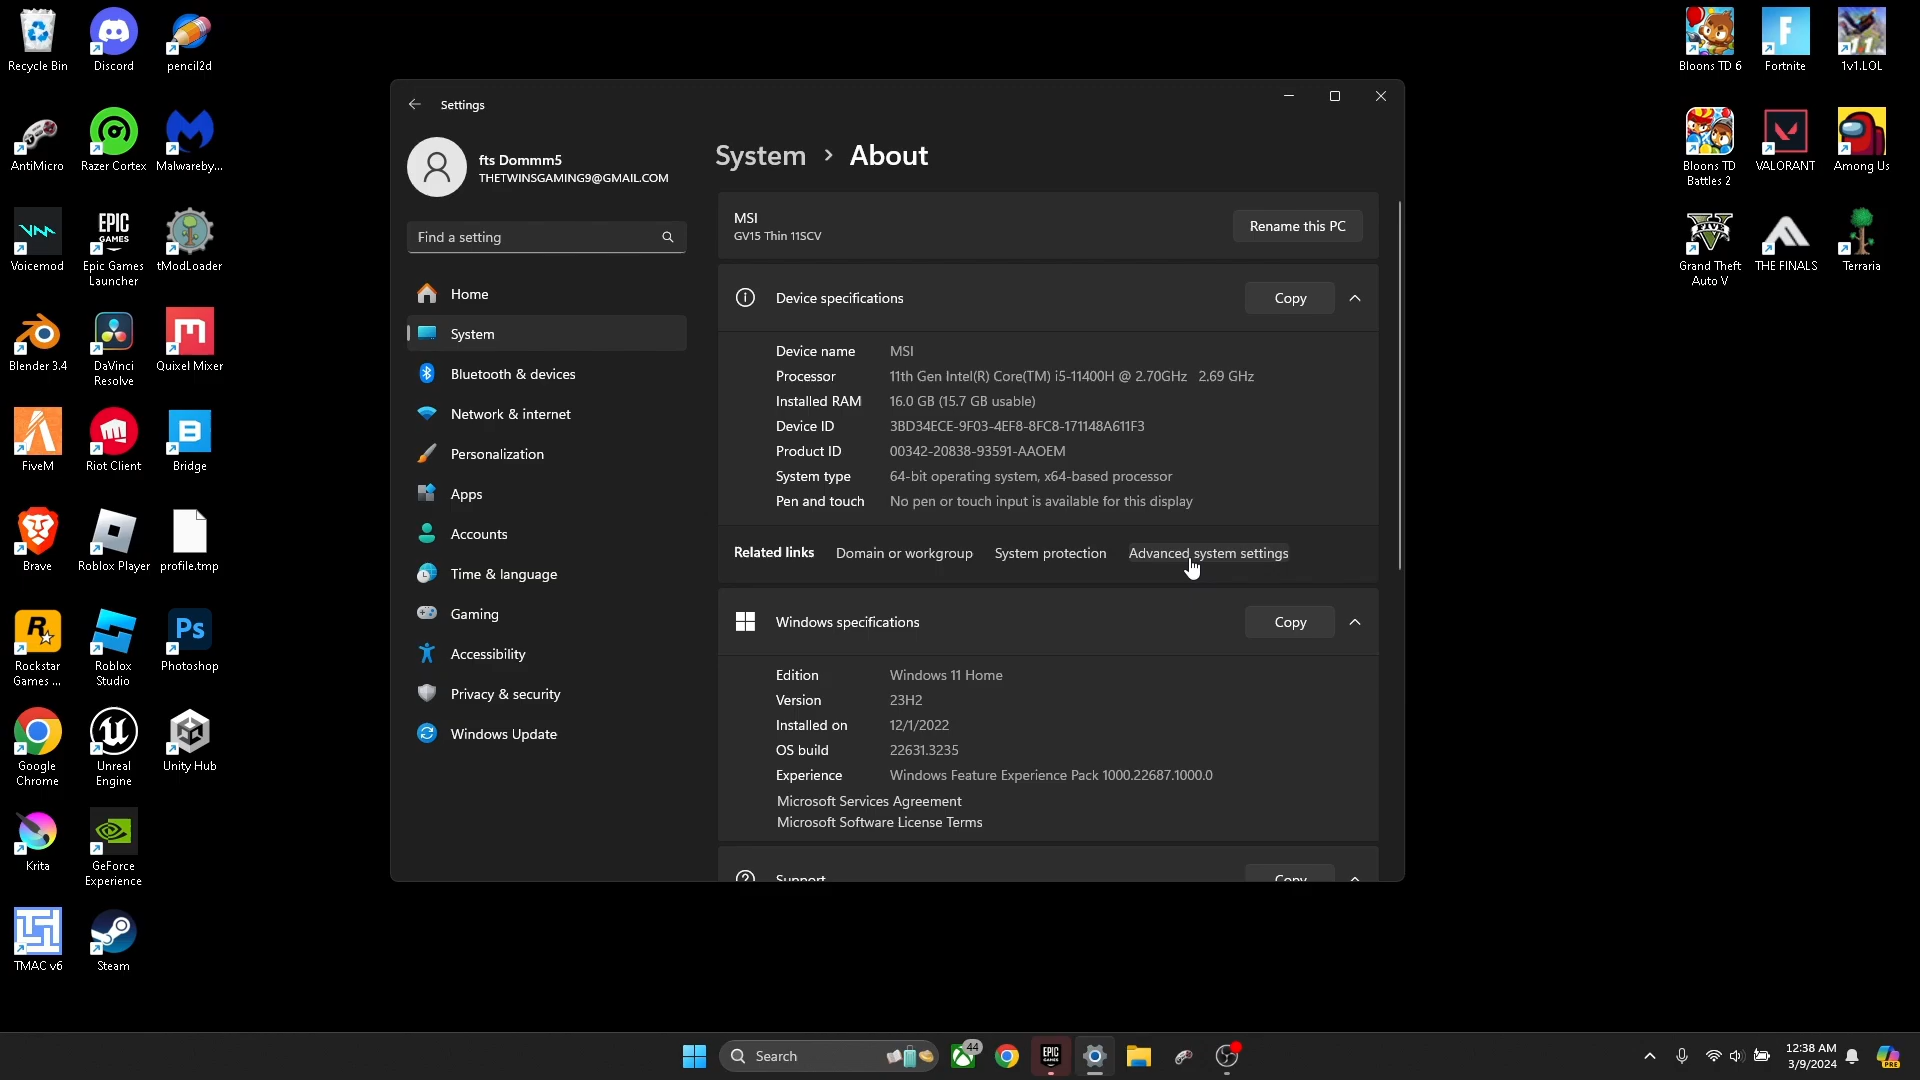 Recycle Bin
Discord
pencil2d
AntiMicro
Razer Cortex
Malwareby...
Voicemod
EPIC
GAMES
Epic Games
Launcher
tModLoader
Blender 3.4
DaVinci
Resolve
Quixel Mixer
FiveM
Riot Client
Bridge
Brave
Roblox Player
profile.tmp
Rockstar
Games ...
Roblox
Studio
Ps
Photoshop
Google
Chrome
Unreal
Engine
Unity Hub
Krita
GeForce
Experience
TMAC v6
Steam
Settings
fts Dommm5
THETWINSGAMING9@GMAIL.COM
Find a setting
Home
System
Bluetooth & devices
Network & internet
Personalization
Apps
Accounts
Time & language
Gaming
Accessibility
Privacy & security
Windows Update
System › About
MSI
GV15 Thin 11SCV
Rename this PC
Device specifications
Copy
Device name MSI
Processor 11th Gen Intel(R) Core(TM) i5-11400H @ 2.70GHz 2.69 GHz
Installed RAM 16.0 GB (15.7 GB usable)
Device ID 3BD34ECE-9F03-4EF8-8FC8-171148A611F3
Product ID 00342-20838-93591-AAOEM
System type 64-bit operating system, x64-based processor
Pen and touch No pen or touch input is available for this display
Related links Domain or workgroup System protection Advanced system settings
Windows specifications
Copy
Edition Windows 11 Home
Version 23H2
Installed on 12/1/2022
OS build 22631.3235
Experience Windows Feature Experience Pack 1000.22687.1000.0
Microsoft Services Agreement
Microsoft Software License Terms
Support
Copy
Bloons TD 6
Fortnite
1v1.LOL
Bloons TD
Battles 2
VALORANT
Among Us
Grand Theft
Auto V
THE FINALS
Terraria
Search
44
EPIC
GAMES
12:38 AM
3/9/2024
PRE